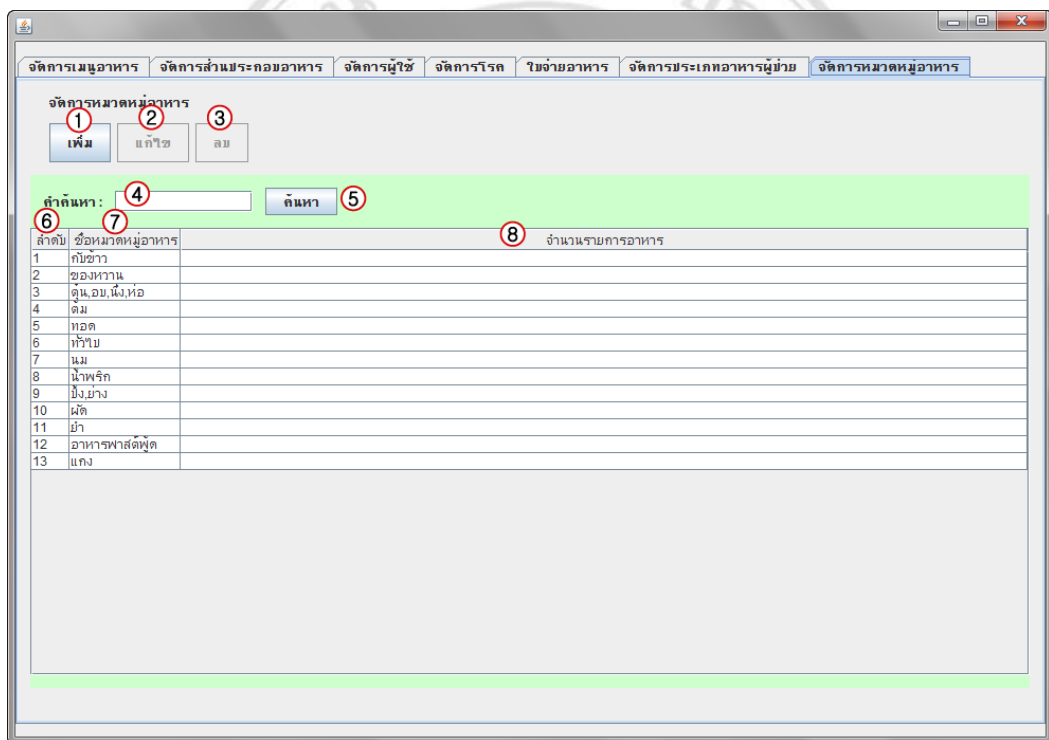 จัดการเมนูอาหาร จัดการส่วนประกอบอาหาร จัดการผู้ใช้ จัดการโรค ใบจ่ายอาหาร จัดการประเภทอาหารผู้ป่วย จัดการหมวดหมู่อาหาร
จัดการหมวดหมู่อาหาร
1 2 3
เพิ่ม แก้ไข ลบ
คำค้นหา : 4 ค้นหา 5
6 7 8
ลำดับ ชื่อหมวดหมู่อาหาร จำนวนรายการอาหาร
1 กับข้าว
2 ของหวาน
3 ตุ๋น,อบ,นึ่ง,ห่อ
4 ต้ม
5 ทอด
6 ทั่วไป
7 นม
8 น้ำพริก
9 ปิ้ง,ย่าง
10 ผัด
11 ยำ
12 อาหารฟาสต์ฟู้ด
13 แกง